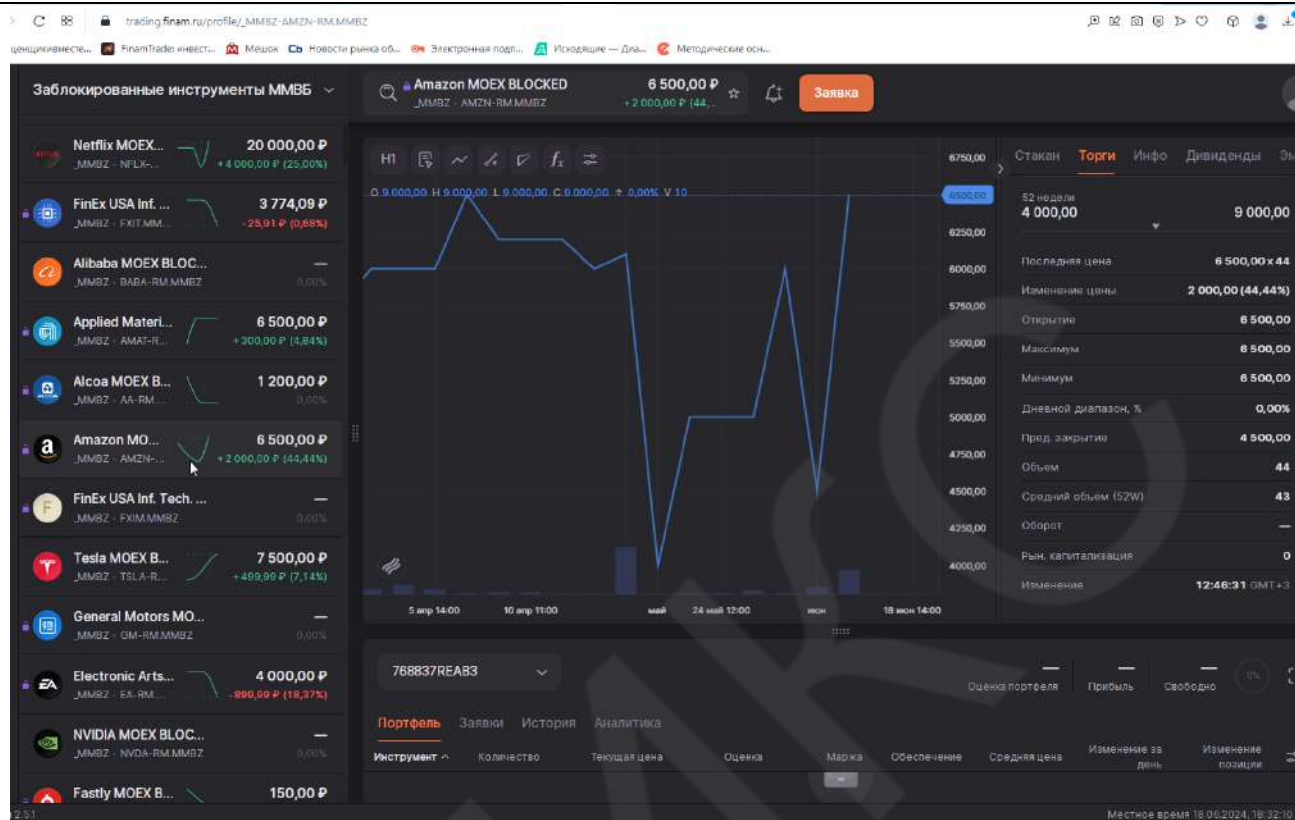 trading.finam.ru/profile/_MMBZ-AMZN-RM.MMBZ
ценщикивместе... FinamTrade: инвест... Мешок Новости рынка об... Электронная подп... Исходящие — Диа... Методические осн...
Заблокированные инструменты ММВБ
Amazon MOEX BLOCKED 6 500,00 ₽
_MMBZ · AMZN-RM.MMBZ +2 000,00 ₽ (44,...
Заявка
Netflix MOEX... 20 000,00 ₽
_MMBZ · NFLX-... +4 000,00 ₽ (25,00%)
FinEx USA Inf. ... 3 774,09 ₽
_MMBZ · FXIT.MM... -25,91 ₽ (0,68%)
Alibaba MOEX BLOC... —
_MMBZ · BABA-RM.MMBZ 0,00%
Applied Materi... 6 500,00 ₽
_MMBZ · AMAT-R... +300,00 ₽ (4,84%)
Alcoa MOEX B... 1 200,00 ₽
_MMBZ · AA-RM.... 0,00%
Amazon MO... 6 500,00 ₽
_MMBZ · AMZN-... +2 000,00 ₽ (44,44%)
FinEx USA Inf. Tech. ... —
_MMBZ · FXIM.MMBZ 0,00%
Tesla MOEX B... 7 500,00 ₽
_MMBZ · TSLA-R... +499,99 ₽ (7,14%)
General Motors MO... —
_MMBZ · GM-RM.MMBZ 0,00%
Electronic Arts... 4 000,00 ₽
_MMBZ · EA-RM.... -899,99 ₽ (18,37%)
NVIDIA MOEX BLOC... —
_MMBZ · NVDA-RM.MMBZ 0,00%
Fastly MOEX B... 150,00 ₽
2.5.1
H1
O 9 000,00 H 9 000,00 L 9 000,00 C 9 000,00 0,00% V 10
6750,00
6500,00
6250,00
6000,00
5750,00
5500,00
5250,00
5000,00
4750,00
4500,00
4250,00
4000,00
5 апр 14:00 10 апр 11:00 май 24 май 12:00 июн 18 июн 14:00
Стакан Торги Инфо Дивиденды Эм
52 недели
4 000,00 9 000,00
Последняя цена 6 500,00 x 44
Изменение цены 2 000,00 (44,44%)
Открытие 6 500,00
Максимум 6 500,00
Минимум 6 500,00
Дневной диапазон, % 0,00%
Пред. закрытие 4 500,00
Объем 44
Средний объем (52W) 43
Оборот —
Рын. капитализация 0
Изменение 12:46:31 GMT+3
768837REAB3
— — — 0%
Оценка портфеля Прибыль Свободно
Портфель Заявки История Аналитика
Инструмент Количество Текущая цена Оценка Маржа Обеспечение Средняя цена Изменение за день Изменение позиции
Местное время 18.06.2024, 16:32:10